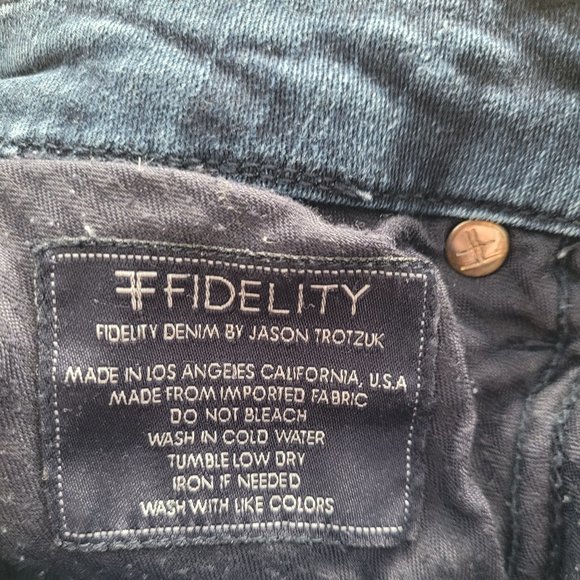 FIDELITY
FIDELITY DENIM BY JASON TROTZUK
MADE IN LOS ANGELES CALIFORNIA, U.S.A
MADE FROM IMPORTED FABRIC
DO NOT BLEACH
WASH IN COLD WATER
TUMBLE LOW DRY
IRON IF NEEDED
WASH WITH LIKE COLORS